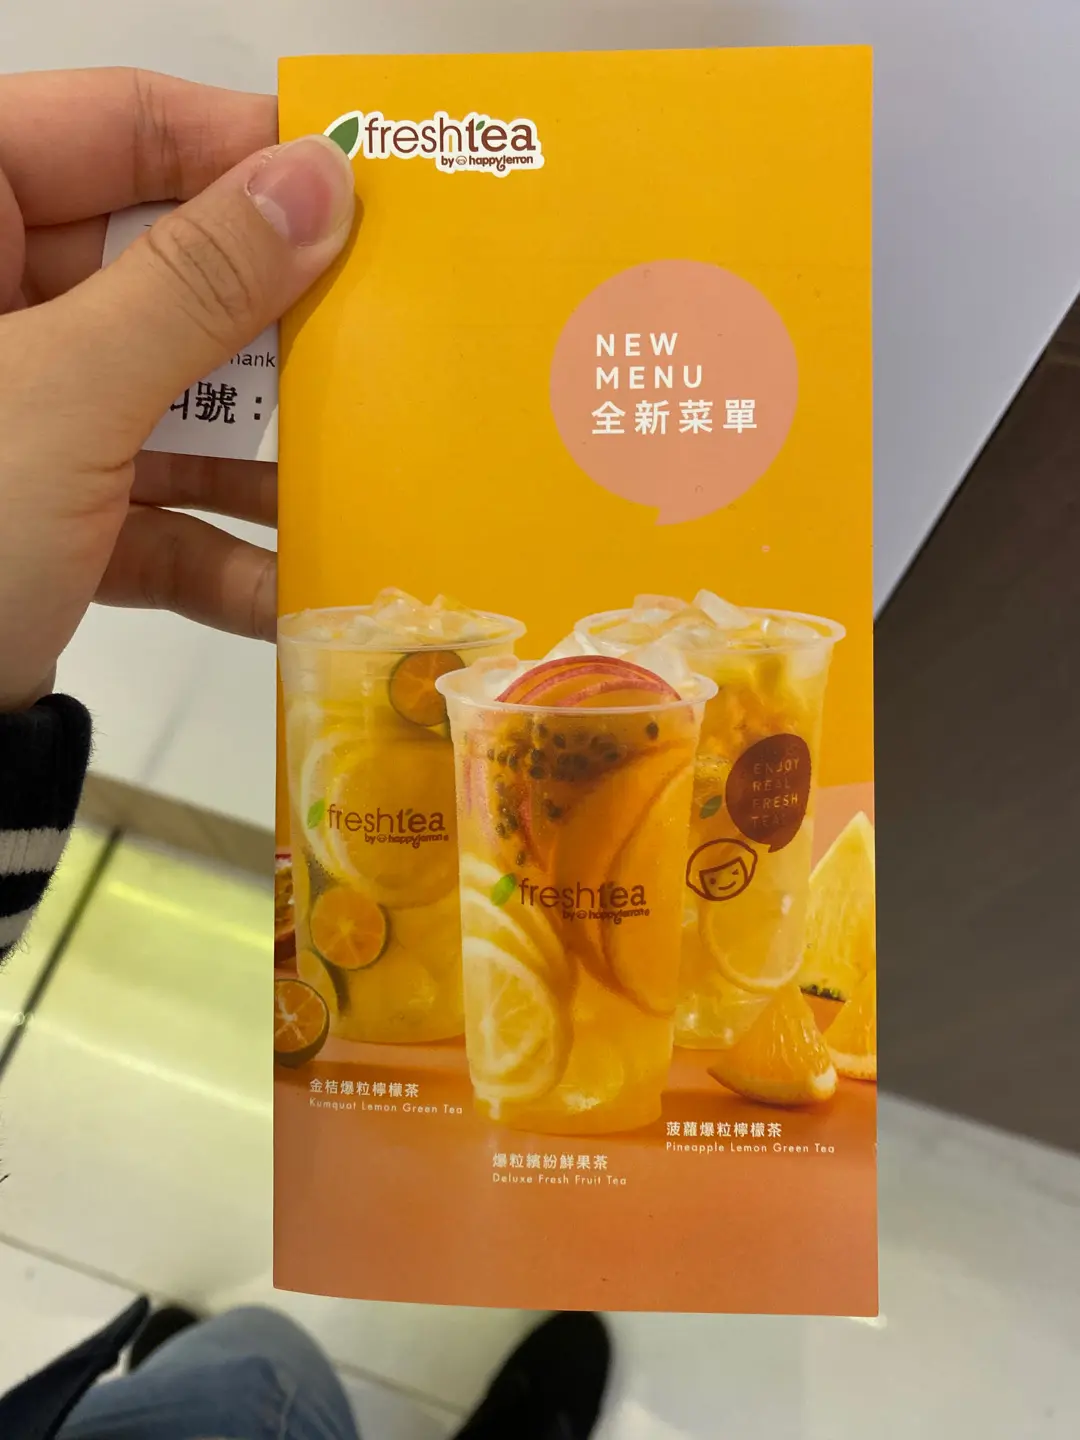 freshtea
by happylemon
NEW
MENU
全新菜單
hank
號：
freshtea
by happylemon
freshtea
by happylemon
ENJOY
REAL
FRESH
TEA
金桔爆粒檸檬茶
Kumquat Lemon Green Tea
爆粒繽紛鮮果茶
Deluxe Fresh Fruit Tea
菠蘿爆粒檸檬茶
Pineapple Lemon Green Tea